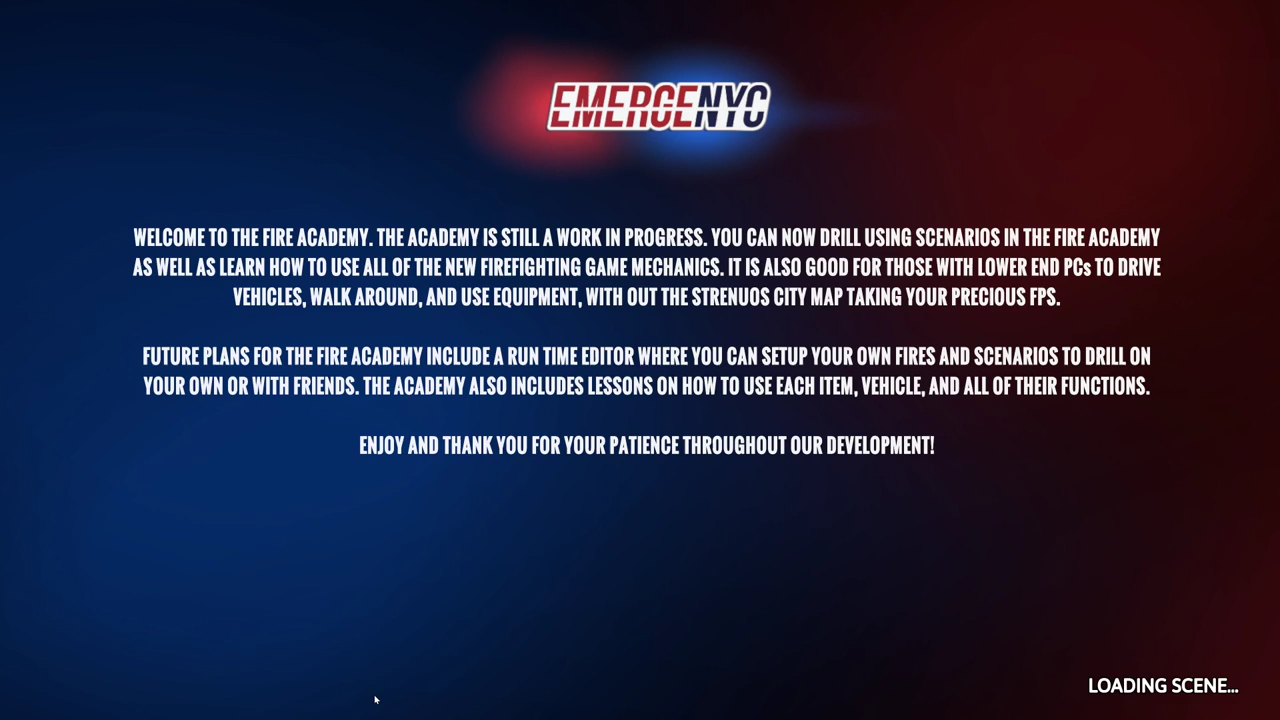 EMERGENYC
WELCOME TO THE FIRE ACADEMY. THE ACADEMY IS STILL A WORK IN PROGRESS. YOU CAN NOW DRILL USING SCENARIOS IN THE FIRE ACADEMY
AS WELL AS LEARN HOW TO USE ALL OF THE NEW FIREFIGHTING GAME MECHANICS. IT IS ALSO GOOD FOR THOSE WITH LOWER END PCs TO DRIVE
VEHICLES, WALK AROUND, AND USE EQUIPMENT, WITH OUT THE STRENUOS CITY MAP TAKING YOUR PRECIOUS FPS.
FUTURE PLANS FOR THE FIRE ACADEMY INCLUDE A RUN TIME EDITOR WHERE YOU CAN SETUP YOUR OWN FIRES AND SCENARIOS TO DRILL ON
YOUR OWN OR WITH FRIENDS. THE ACADEMY ALSO INCLUDES LESSONS ON HOW TO USE EACH ITEM, VEHICLE, AND ALL OF THEIR FUNCTIONS.
ENJOY AND THANK YOU FOR YOUR PATIENCE THROUGHOUT OUR DEVELOPMENT!
LOADING SCENE...